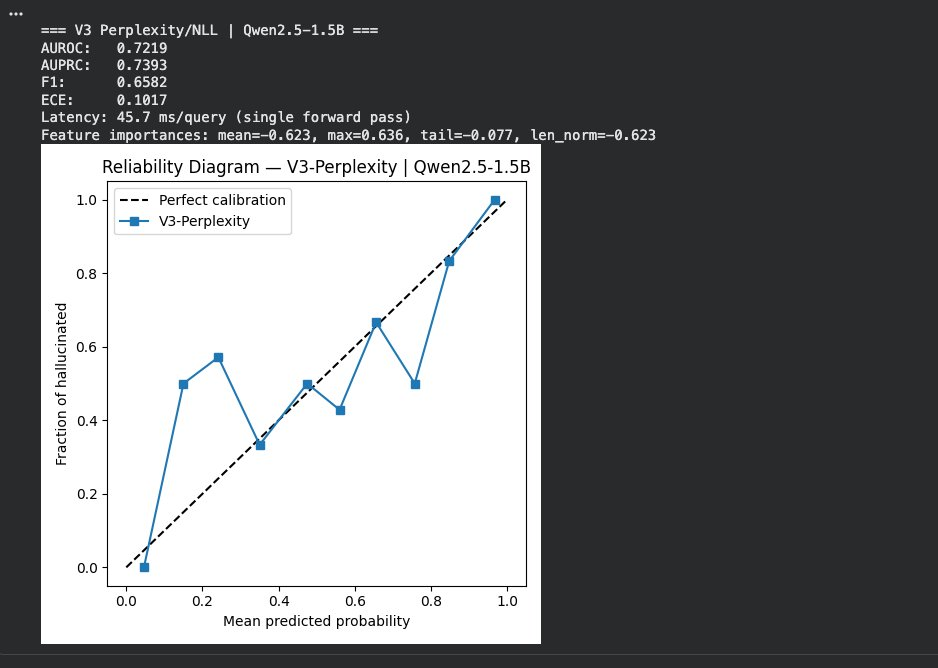 === V3 Perplexity/NLL | Qwen2.5-1.5B ===
AUROC: 0.7219
AUPRC: 0.7393
F1: 0.6582
ECE: 0.1017
Latency: 45.7 ms/query (single forward pass)
Feature importances: mean=-0.623, max=0.636, tail=-0.077, len_norm=-0.623
Reliability Diagram — V3-Perplexity | Qwen2.5-1.5B
Perfect calibration
V3-Perplexity
1.0
0.8
0.6
0.4
0.2
0.0
Fraction of hallucinated
0.0 0.2 0.4 0.6 0.8 1.0
Mean predicted probability